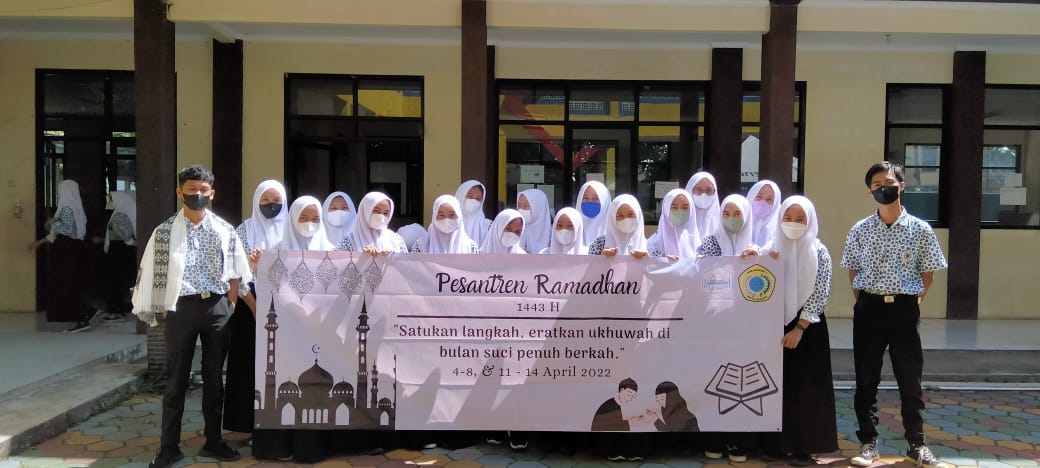 Pesantren Ramadhan
1443 H
"Satukan langkah, eratkan ukhuwah di
bulan suci penuh berkah."
4-8, & 11 - 14 April 2022